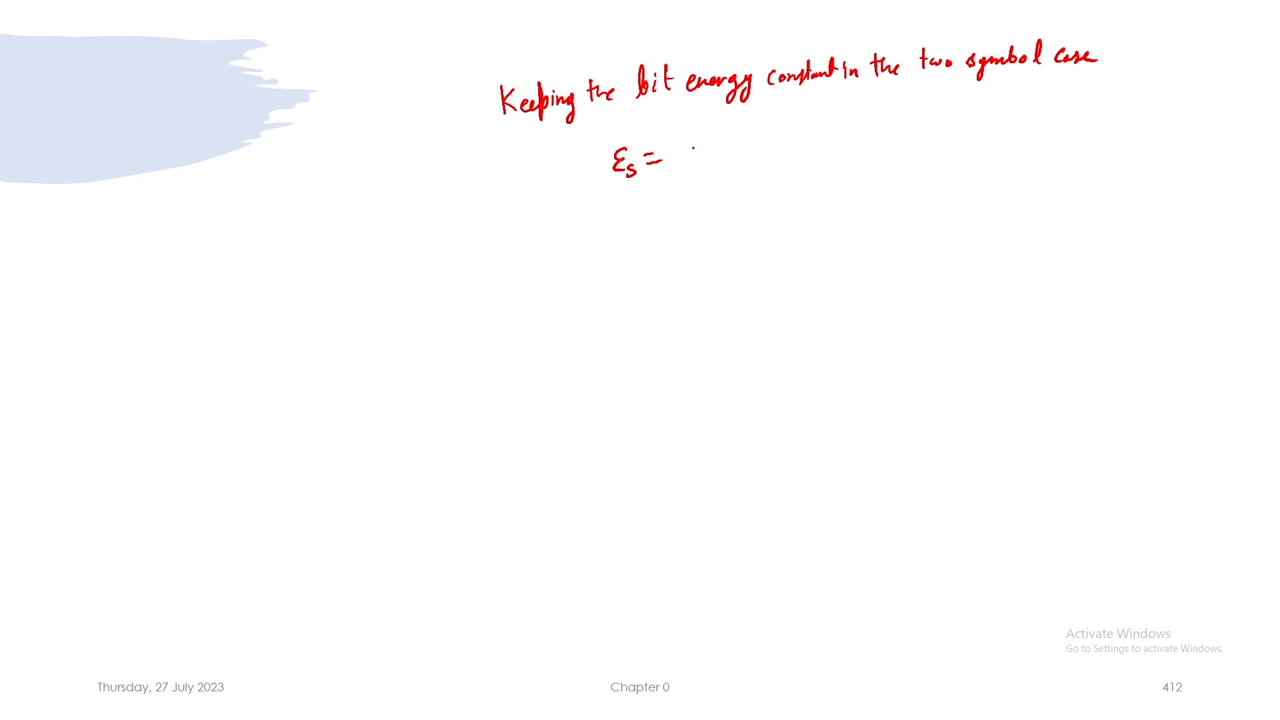 Keeping the bit energy constant in the two symbol case
Ɛs =
Activate Windows
Go to Settings to activate Windows.
Thursday, 27 July 2023
Chapter 0
412